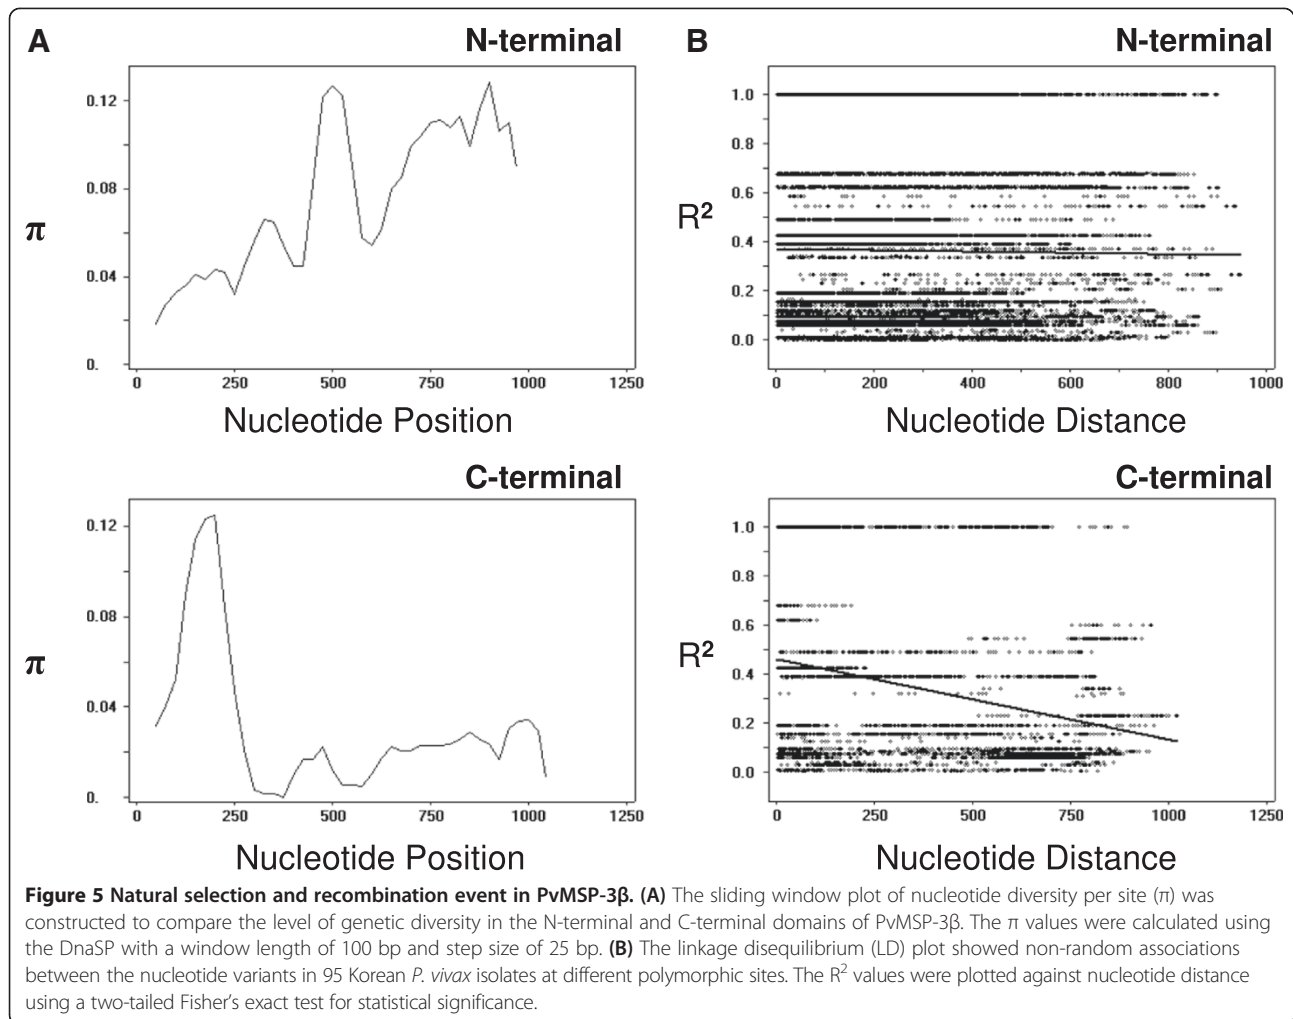 A
N-terminal
0.12
0.08
π
0.04
0.
0 250 500 750 1000 1250
Nucleotide Position
B
N-terminal
1.0
0.8
0.6
R²
0.4
0.2
0.0
0 200 400 600 800 1000
Nucleotide Distance
C-terminal
0.12
0.08
π
0.04
0.
0 250 500 750 1000 1250
Nucleotide Position
C-terminal
1.0
0.8
0.6
R²
0.4
0.2
0.0
0 250 500 750 1000 1250
Nucleotide Distance
Figure 5 Natural selection and recombination event in PvMSP-3β. (A) The sliding window plot of nucleotide diversity per site (π) was
constructed to compare the level of genetic diversity in the N-terminal and C-terminal domains of PvMSP-3β. The π values were calculated using
the DnaSP with a window length of 100 bp and step size of 25 bp. (B) The linkage disequilibrium (LD) plot showed non-random associations
between the nucleotide variants in 95 Korean P. vivax isolates at different polymorphic sites. The R² values were plotted against nucleotide distance
using a two-tailed Fisher's exact test for statistical significance.